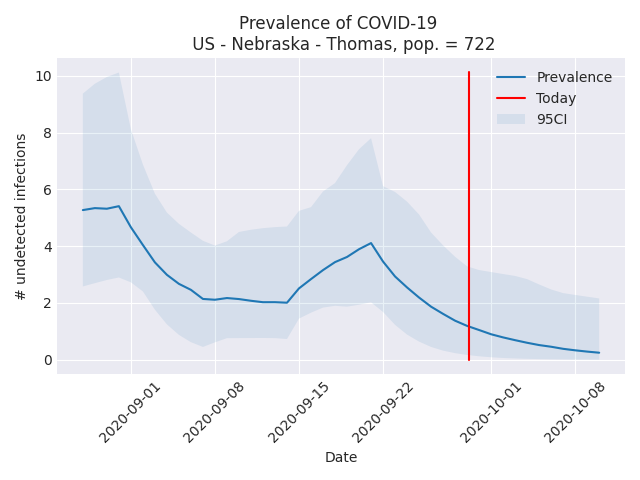 Prevalence of COVID-19
US - Nebraska - Thomas, pop. = 722
Prevalence
Today
95CI
# undetected infections
10
8
6
4
2
0
2020-09-01
2020-09-08
2020-09-15
2020-09-22
2020-10-01
2020-10-08
Date